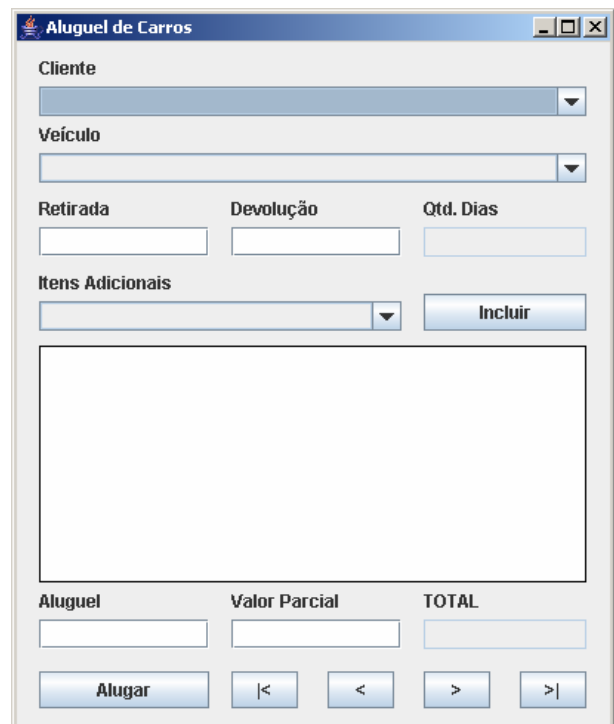 Aluguel de Carros
Cliente
Veículo
Retirada Devolução Qtd. Dias
Itens Adicionais
Incluir
Aluguel Valor Parcial TOTAL
Alugar |< < > >|